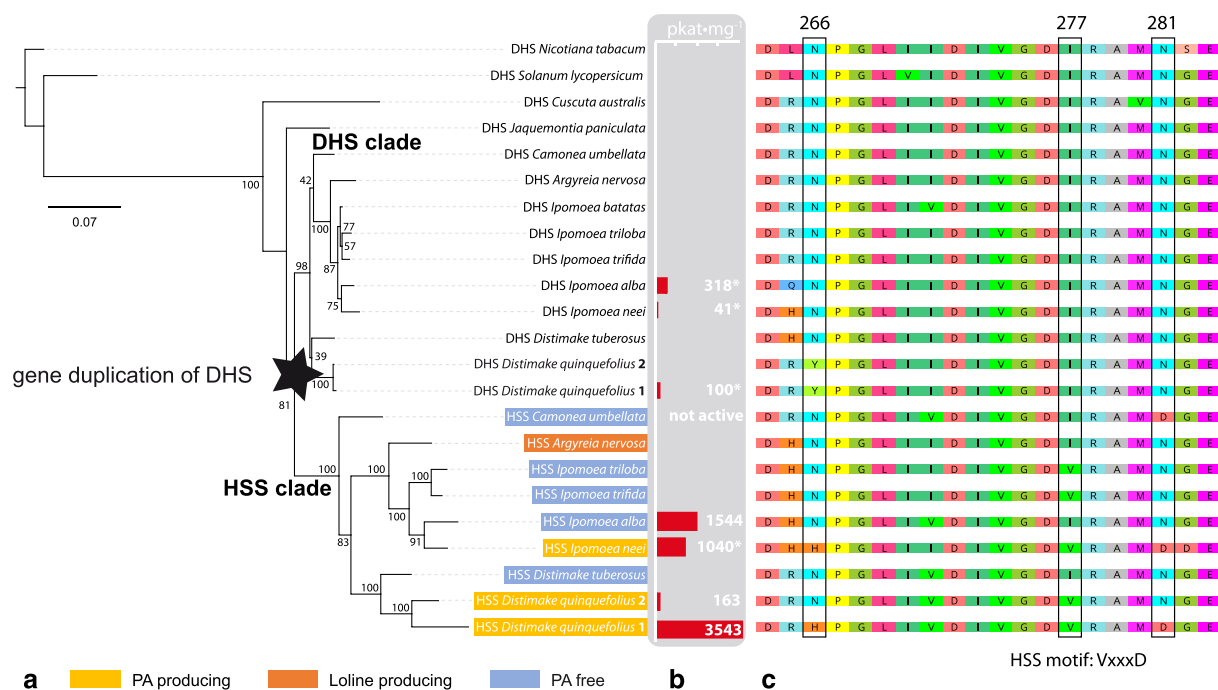 266 277 281
pkat•mg⁻¹
DHS Nicotiana tabacum D L N P G L I I D I V G D I R A M N S E
DHS Solanum lycopersicum D L N P G L V I D I V G D I R A M N G E
DHS Cuscuta australis D R N P G L I I D I V G D I R A V N G E
DHS Jaquemontia paniculata D R N P G L I I D I V G D I R A M N G E
DHS clade
DHS Camonea umbellata D R N P G L I I D I V G D I R A M N G E
42
100
DHS Argyreia nervosa D R N P G L I I D I V G D I R A M N G E
0.07
DHS Ipomoea batatas D R N P G L I V D I V G D I R A M N G E
100
77
DHS Ipomoea triloba D R N P G L I I D I V G D I R A M N G E
57
98
87
DHS Ipomoea trifida D R N P G L I I D I V G D I R A M N G E
DHS Ipomoea alba 318* D Q N P G L I I D I V G D I R A M N G E
75
DHS Ipomoea neei 41* D H N P G L I I D I V G D I R A M N G E
DHS Distimake tuberosus D H N P G L I I D I V G D I R A M N G E
39
DHS Distimake quinquefolius 2 D R Y P G L I I D I V G D I R A M N G E
gene duplication of DHS
100
DHS Distimake quinquefolius 1 100* D R Y P G L I I D I V G D I R A M N G E
81
HSS Camonea umbellata not active D R N P G L I V D I V G D I R A M D G E
HSS Argyreia nervosa D H N P G L I I D I V G D I R A M N G E
100
100
HSS Ipomoea triloba D H N P G L I I D I V G D V R A M N G E
100
HSS clade
HSS Ipomoea trifida D H N P G L I I D I V G D V R A M N G E
100
HSS Ipomoea alba 1544 D H N P G L I V D I V G D I R A M N G E
83
91
HSS Ipomoea neei 1040* D H H P G L I I D I V G D V R A M D D E
HSS Distimake tuberosus D R N P G L I V D I V G D I R A M N G E
100
HSS Distimake quinquefolius 2 163 D R N P G L I V D I V G D V R A M N G E
100
HSS Distimake quinquefolius 1 3543 D R H P G L I V D I V G D V R A M D G E
HSS motif: VxxxD
a PA producing Loline producing PA free b c